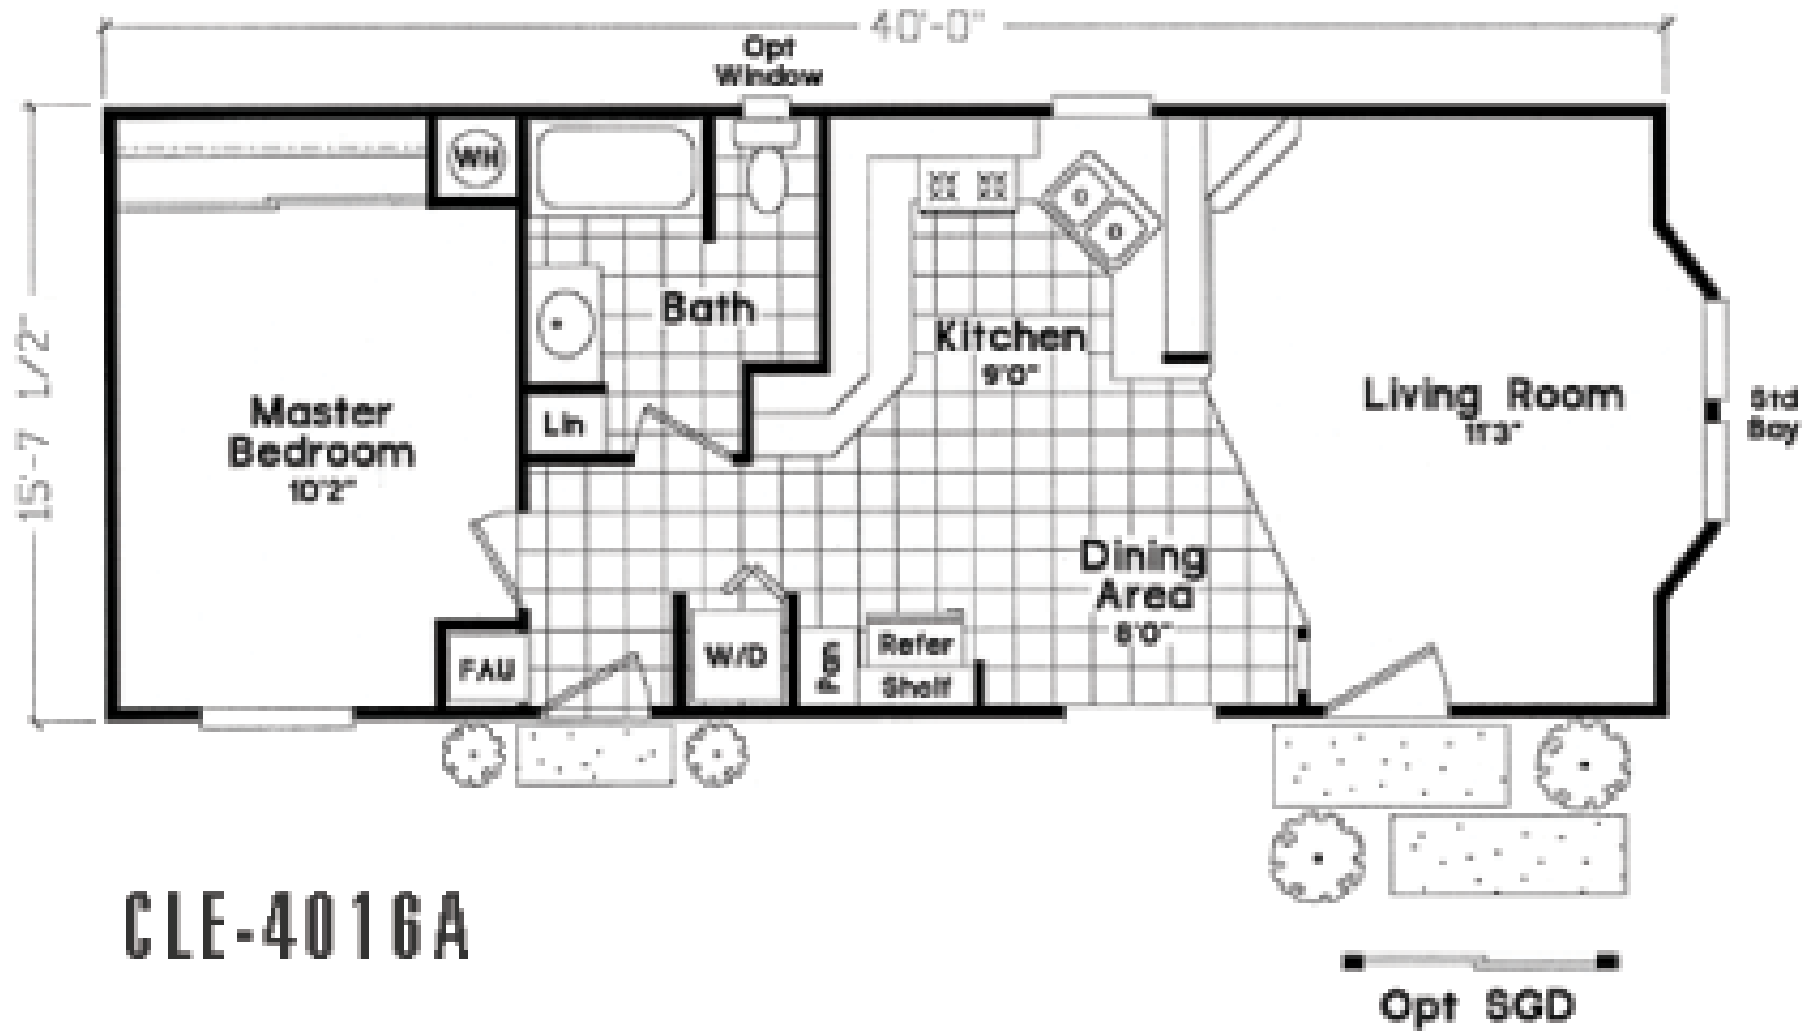 40'-0"
Opt
Window
WH
15'-7 1/2"
Bath
Kitchen
9'0"
Master
Bedroom
10'2"
Lin
Living Room
11'3"
Std
Bay
Dining
Area
8'0"
FAU
W/D
Pan
Refer
Shelf
CLE-4016A
Opt SGD